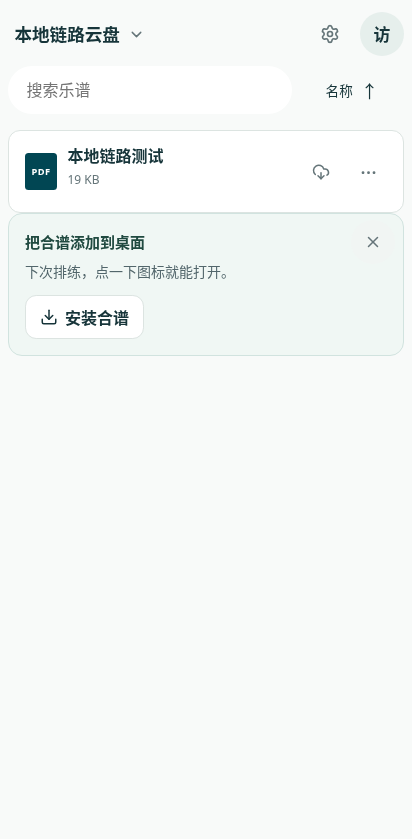 本地链路云盘
访
搜索乐谱
名称
PDF
本地链路测试
19 KB
把合谱添加到桌面
下次排练，点一下图标就能打开。
安装合谱